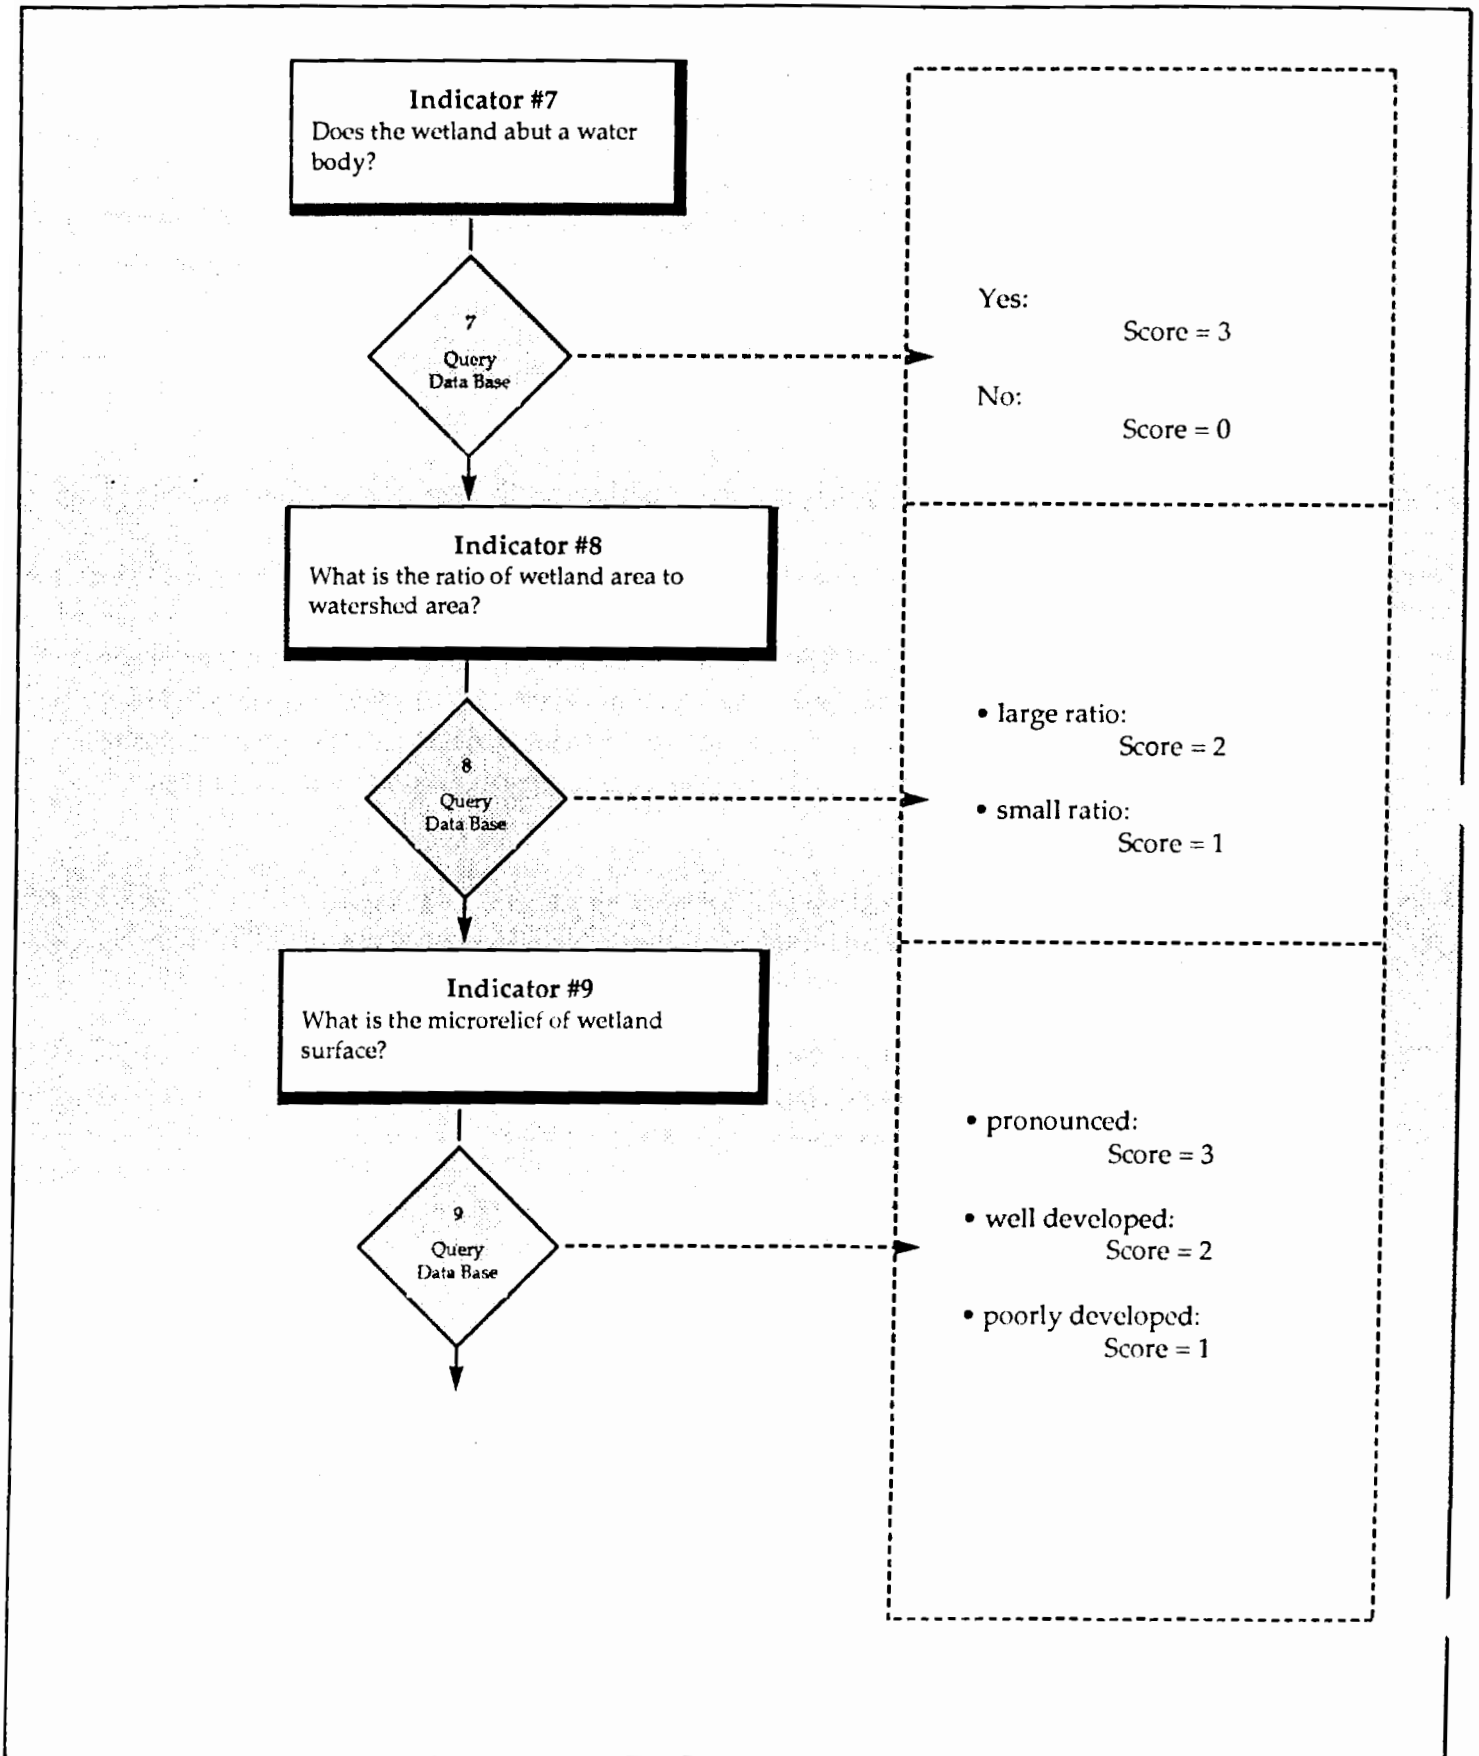 Indicator #7
Does the wetland abut a water
body?
7
Query
Data Base
Yes:
Score = 3
No:
Score = 0
Indicator #8
What is the ratio of wetland area to
watershed area?
8
Query
Data Base
• large ratio:
Score = 2
• small ratio:
Score = 1
Indicator #9
What is the microrelief of wetland
surface?
9
Query
Data Base
• pronounced:
Score = 3
• well developed:
Score = 2
• poorly developed:
Score = 1